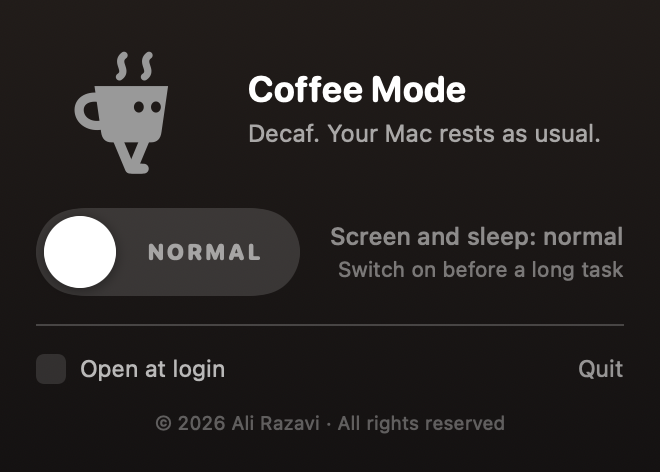 Coffee Mode
Decaf. Your Mac rests as usual.
NORMAL
Screen and sleep: normal
Switch on before a long task
Open at login
Quit
© 2026 Ali Razavi · All rights reserved